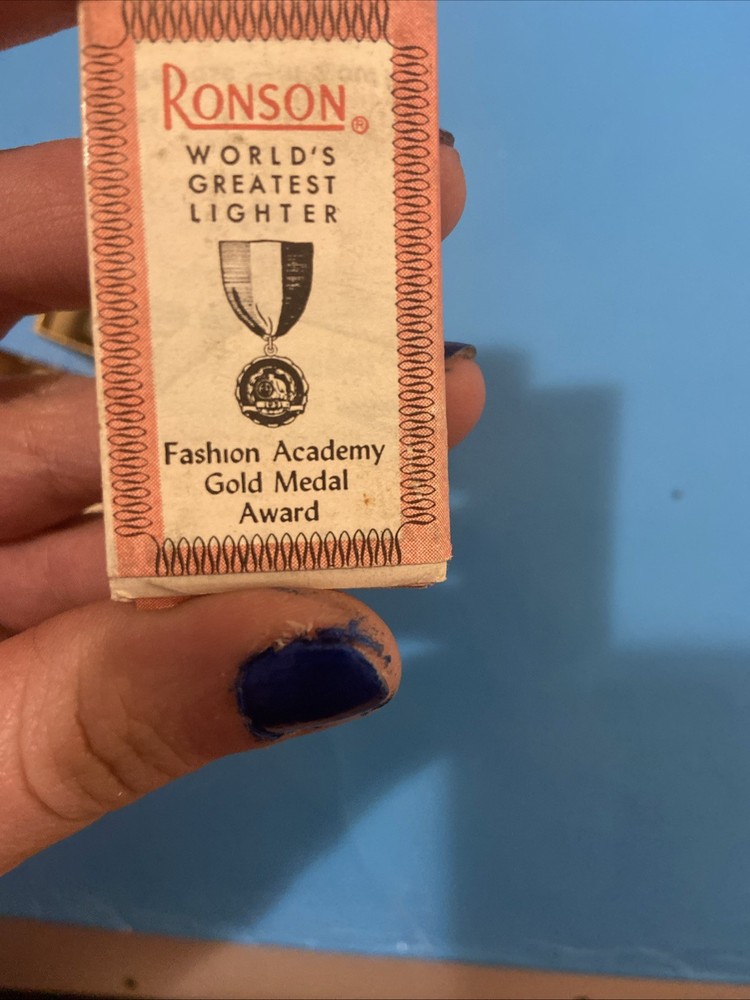 RONSON®
WORLD'S
GREATEST
LIGHTER
Fashion Academy
Gold Medal
Award